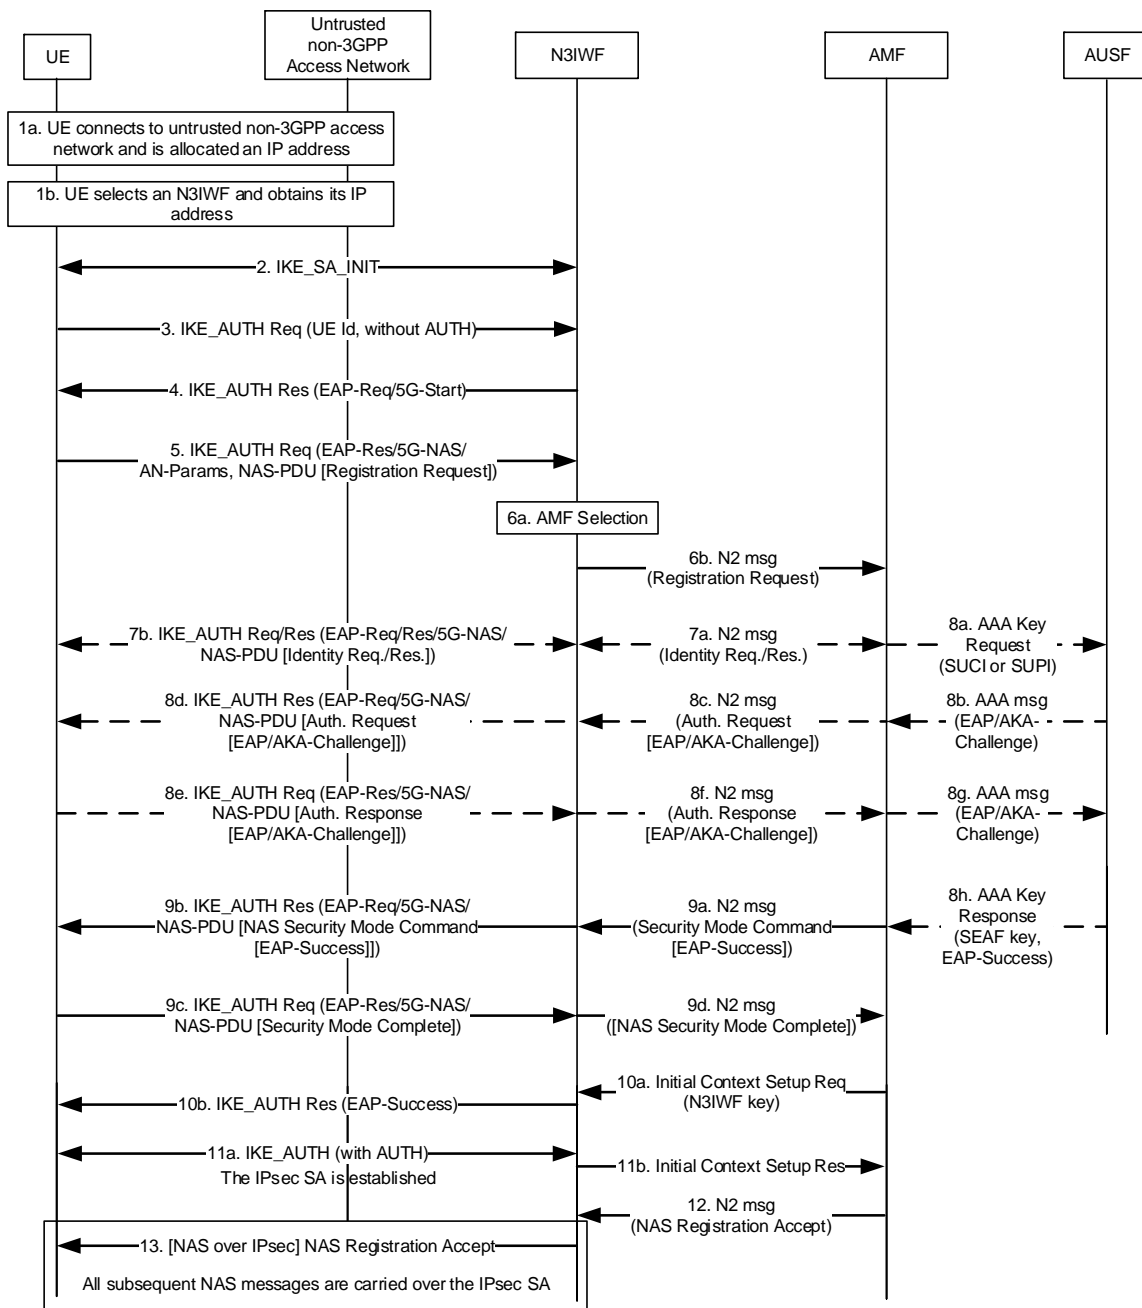 UE
Untrusted
non-3GPP
Access Network
N3IWF
AMF
AUSF
1a. UE connects to untrusted non-3GPP access
network and is allocated an IP address
1b. UE selects an N3IWF and obtains its IP
address
2. IKE_SA_INIT
3. IKE_AUTH Req (UE Id, without AUTH)
4. IKE_AUTH Res (EAP-Req/5G-Start)
5. IKE_AUTH Req (EAP-Res/5G-NAS/
AN-Params, NAS-PDU [Registration Request])
6a. AMF Selection
6b. N2 msg
(Registration Request)
7b. IKE_AUTH Req/Res (EAP-Req/Res/5G-NAS/
NAS-PDU [Identity Req./Res.])
7a. N2 msg
(Identity Req./Res.)
8a. AAA Key
Request
(SUCI or SUPI)
8d. IKE_AUTH Res (EAP-Req/5G-NAS/
NAS-PDU [Auth. Request
[EAP/AKA-Challenge]])
8c. N2 msg
(Auth. Request
[EAP/AKA-Challenge])
8b. AAA msg
(EAP/AKA-
Challenge)
8e. IKE_AUTH Req (EAP-Res/5G-NAS/
NAS-PDU [Auth. Response
[EAP/AKA-Challenge]])
8f. N2 msg
(Auth. Response
[EAP/AKA-Challenge])
8g. AAA msg
(EAP/AKA-
Challenge)
8h. AAA Key
Response
(SEAF key,
EAP-Success)
9b. IKE_AUTH Res (EAP-Req/5G-NAS/
NAS-PDU [NAS Security Mode Command
[EAP-Success]])
9a. N2 msg
(Security Mode Command
[EAP-Success])
9c. IKE_AUTH Req (EAP-Res/5G-NAS/
NAS-PDU [Security Mode Complete])
9d. N2 msg
([NAS Security Mode Complete])
10a. Initial Context Setup Req
(N3IWF key)
10b. IKE_AUTH Res (EAP-Success)
11a. IKE_AUTH (with AUTH)
The IPsec SA is established
11b. Initial Context Setup Res
12. N2 msg
(NAS Registration Accept)
13. [NAS over IPsec] NAS Registration Accept
All subsequent NAS messages are carried over the IPsec SA